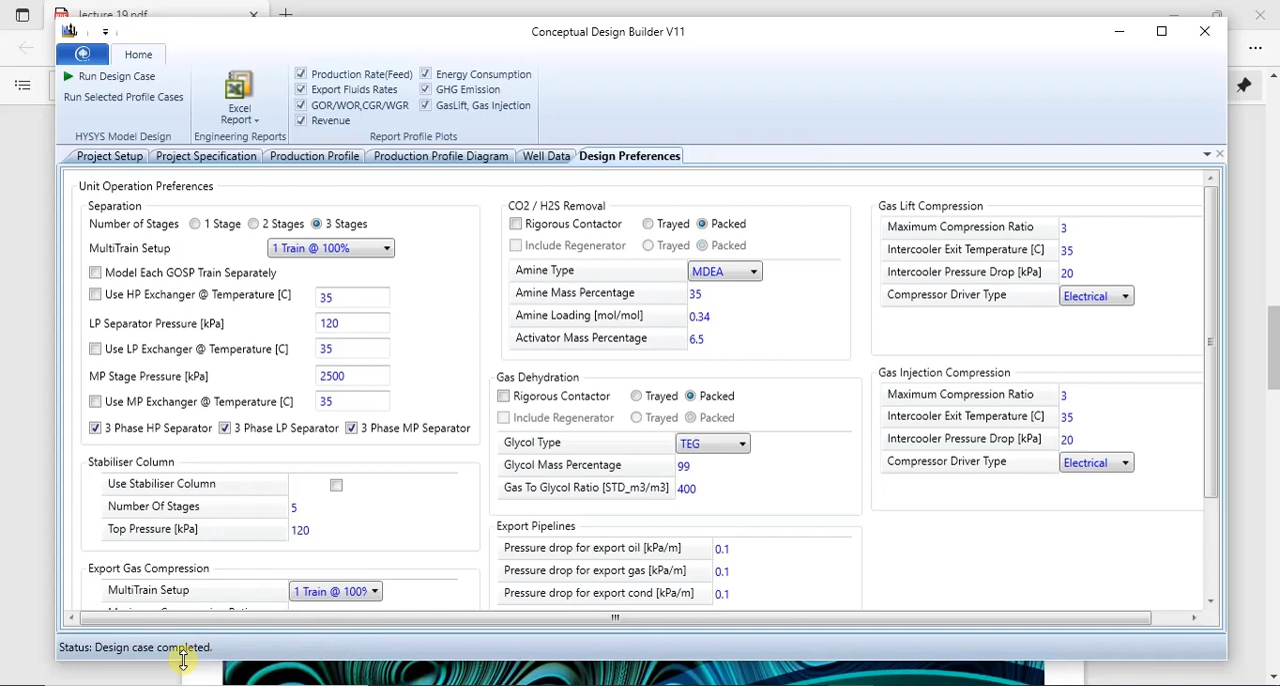 lecture 19.pdf
Conceptual Design Builder V11
Home
Run Design Case
Run Selected Profile Cases
HYSYS Model Design
Excel
Report
Engineering Reports
Production Rate(Feed)
Energy Consumption
Export Fluids Rates
GHG Emission
GOR/WOR,CGR/WGR
GasLift, Gas Injection
Revenue
Report Profile Plots
Project Setup
Project Specification
Production Profile
Production Profile Diagram
Well Data
Design Preferences
Unit Operation Preferences
Separation
Number of Stages 1 Stage 2 Stages 3 Stages
MultiTrain Setup 1 Train @ 100%
Model Each GOSP Train Separately
Use HP Exchanger @ Temperature [C] 35
LP Separator Pressure [kPa] 120
Use LP Exchanger @ Temperature [C] 35
MP Stage Pressure [kPa] 2500
Use MP Exchanger @ Temperature [C] 35
3 Phase HP Separator 3 Phase LP Separator 3 Phase MP Separator
Stabiliser Column
Use Stabiliser Column
Number Of Stages 5
Top Pressure [kPa] 120
Export Gas Compression
MultiTrain Setup 1 Train @ 100%
CO2 / H2S Removal
Rigorous Contactor Trayed Packed
Include Regenerator Trayed Packed
Amine Type MDEA
Amine Mass Percentage 35
Amine Loading [mol/mol] 0.34
Activator Mass Percentage 6.5
Gas Dehydration
Rigorous Contactor Trayed Packed
Include Regenerator Trayed Packed
Glycol Type TEG
Glycol Mass Percentage 99
Gas To Glycol Ratio [STD_m3/m3] 400
Export Pipelines
Pressure drop for export oil [kPa/m] 0.1
Pressure drop for export gas [kPa/m] 0.1
Pressure drop for export cond [kPa/m] 0.1
Gas Lift Compression
Maximum Compression Ratio 3
Intercooler Exit Temperature [C] 35
Intercooler Pressure Drop [kPa] 20
Compressor Driver Type Electrical
Gas Injection Compression
Maximum Compression Ratio 3
Intercooler Exit Temperature [C] 35
Intercooler Pressure Drop [kPa] 20
Compressor Driver Type Electrical
Status: Design case completed.